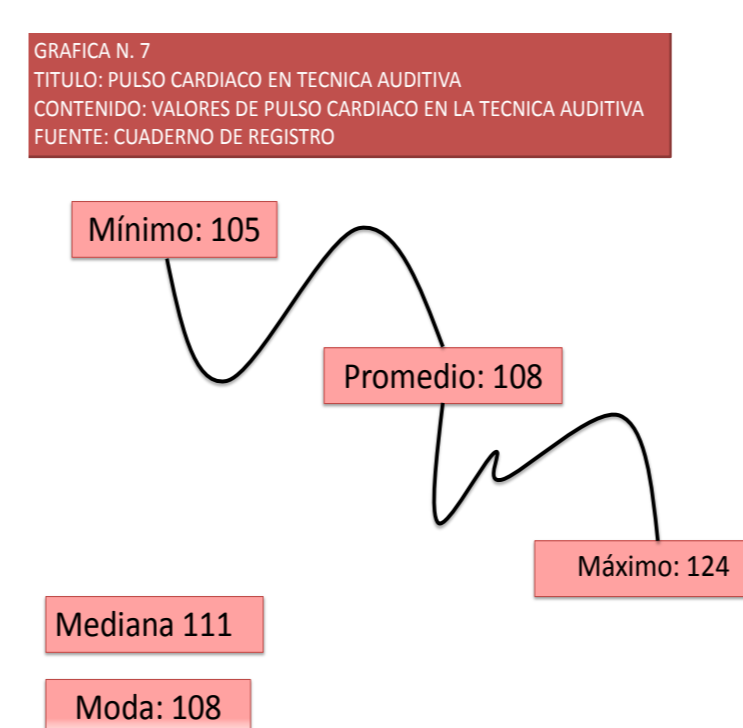 GRAFICA N. 7
TITULO: PULSO CARDIACO EN TECNICA AUDITIVA
CONTENIDO: VALORES DE PULSO CARDIACO EN LA TECNICA AUDITIVA
FUENTE: CUADERNO DE REGISTRO
Mínimo: 105
Promedio: 108
Máximo: 124
Mediana 111
Moda: 108